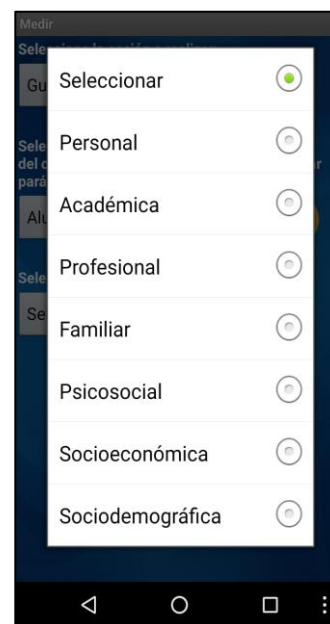 Medir
Seleccionar
Personal
Académica
Profesional
Familiar
Psicosocial
Socioeconómica
Sociodemográfica